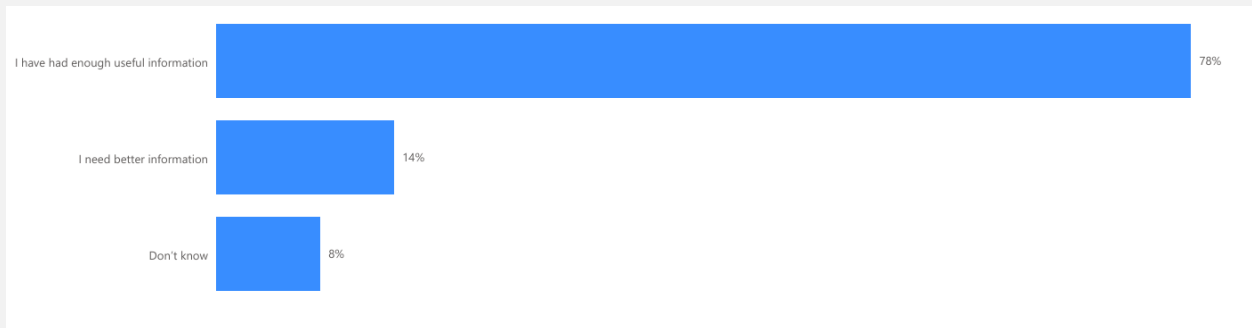 I have had enough useful information
78%
I need better information
14%
Don't know
8%